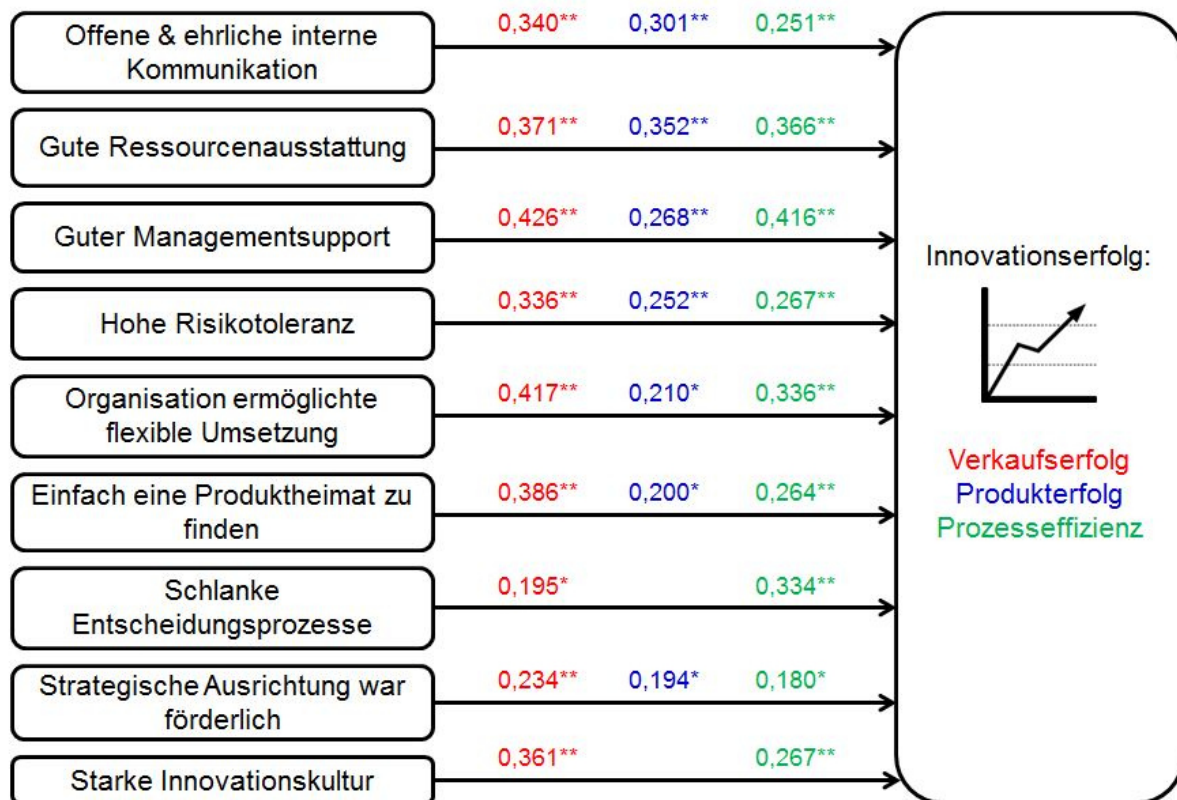 Offene & ehrliche interne
Kommunikation
0,340** 0,301** 0,251**
Gute Ressourcenausstattung
0,371** 0,352** 0,366**
Guter Managementsupport
0,426** 0,268** 0,416**
Hohe Risikotoleranz
0,336** 0,252** 0,267**
Organisation ermöglichte
flexible Umsetzung
0,417** 0,210* 0,336**
Einfach eine Produktheimat zu
finden
0,386** 0,200* 0,264**
Schlanke
Entscheidungsprozesse
0,195* 0,334**
Strategische Ausrichtung war
förderlich
0,234** 0,194* 0,180*
Starke Innovationskultur
0,361** 0,267**
Innovationserfolg:
Verkaufserfolg
Produkterfolg
Prozesseffizienz